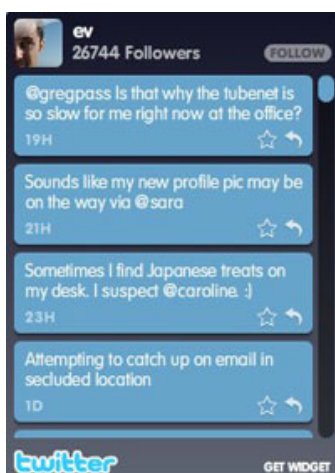 ev
26744 Followers
FOLLOW
@gregpass Is that why the tubenet is
so slow for me right now at the office?
19H
Sounds like my new profile pic may be
on the way via @sara
21H
Sometimes I find Japanese treats on
my desk. I suspect @caroline. :)
23H
Attempting to catch up on email in
secluded location
1D
twitter
GET WIDGET